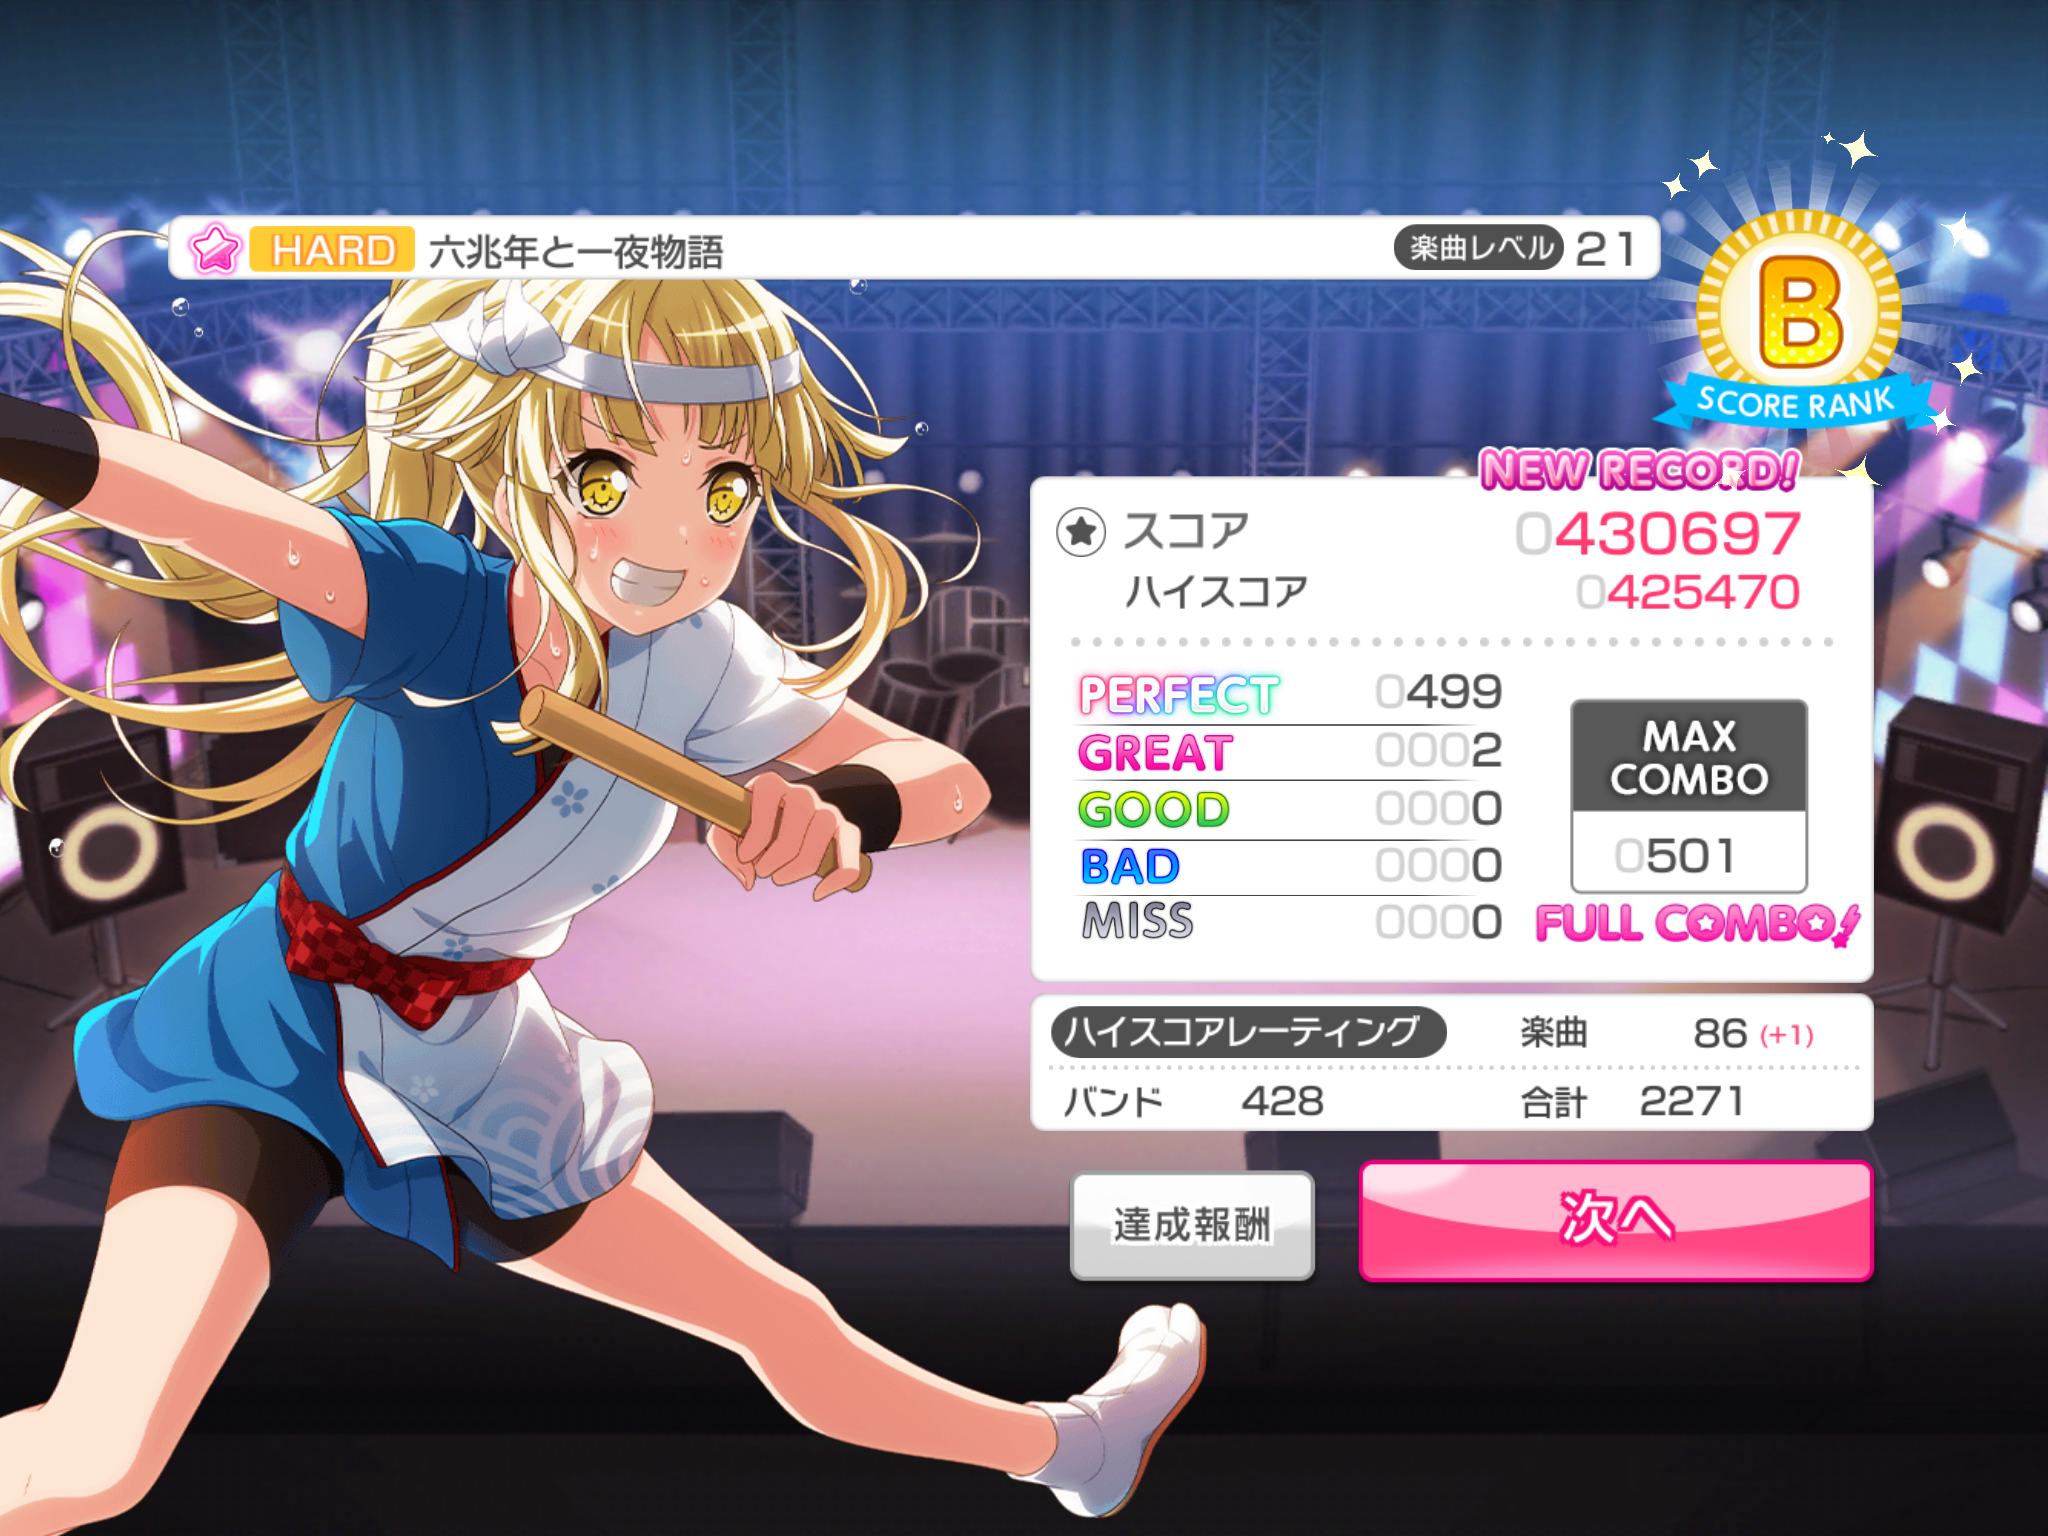 HARD 六兆年と一夜物語 楽曲レベル 21
B
SCORE RANK
NEW RECORD!
スコア 0430697
ハイスコア 0425470
PERFECT 0499
GREAT 0002
GOOD 0000
BAD 0000
MISS 0000
MAX
COMBO
0501
FULL COMBO!
ハイスコアレーティング 楽曲 86 (+1)
バンド 428 合計 2271
達成報酬
次へ